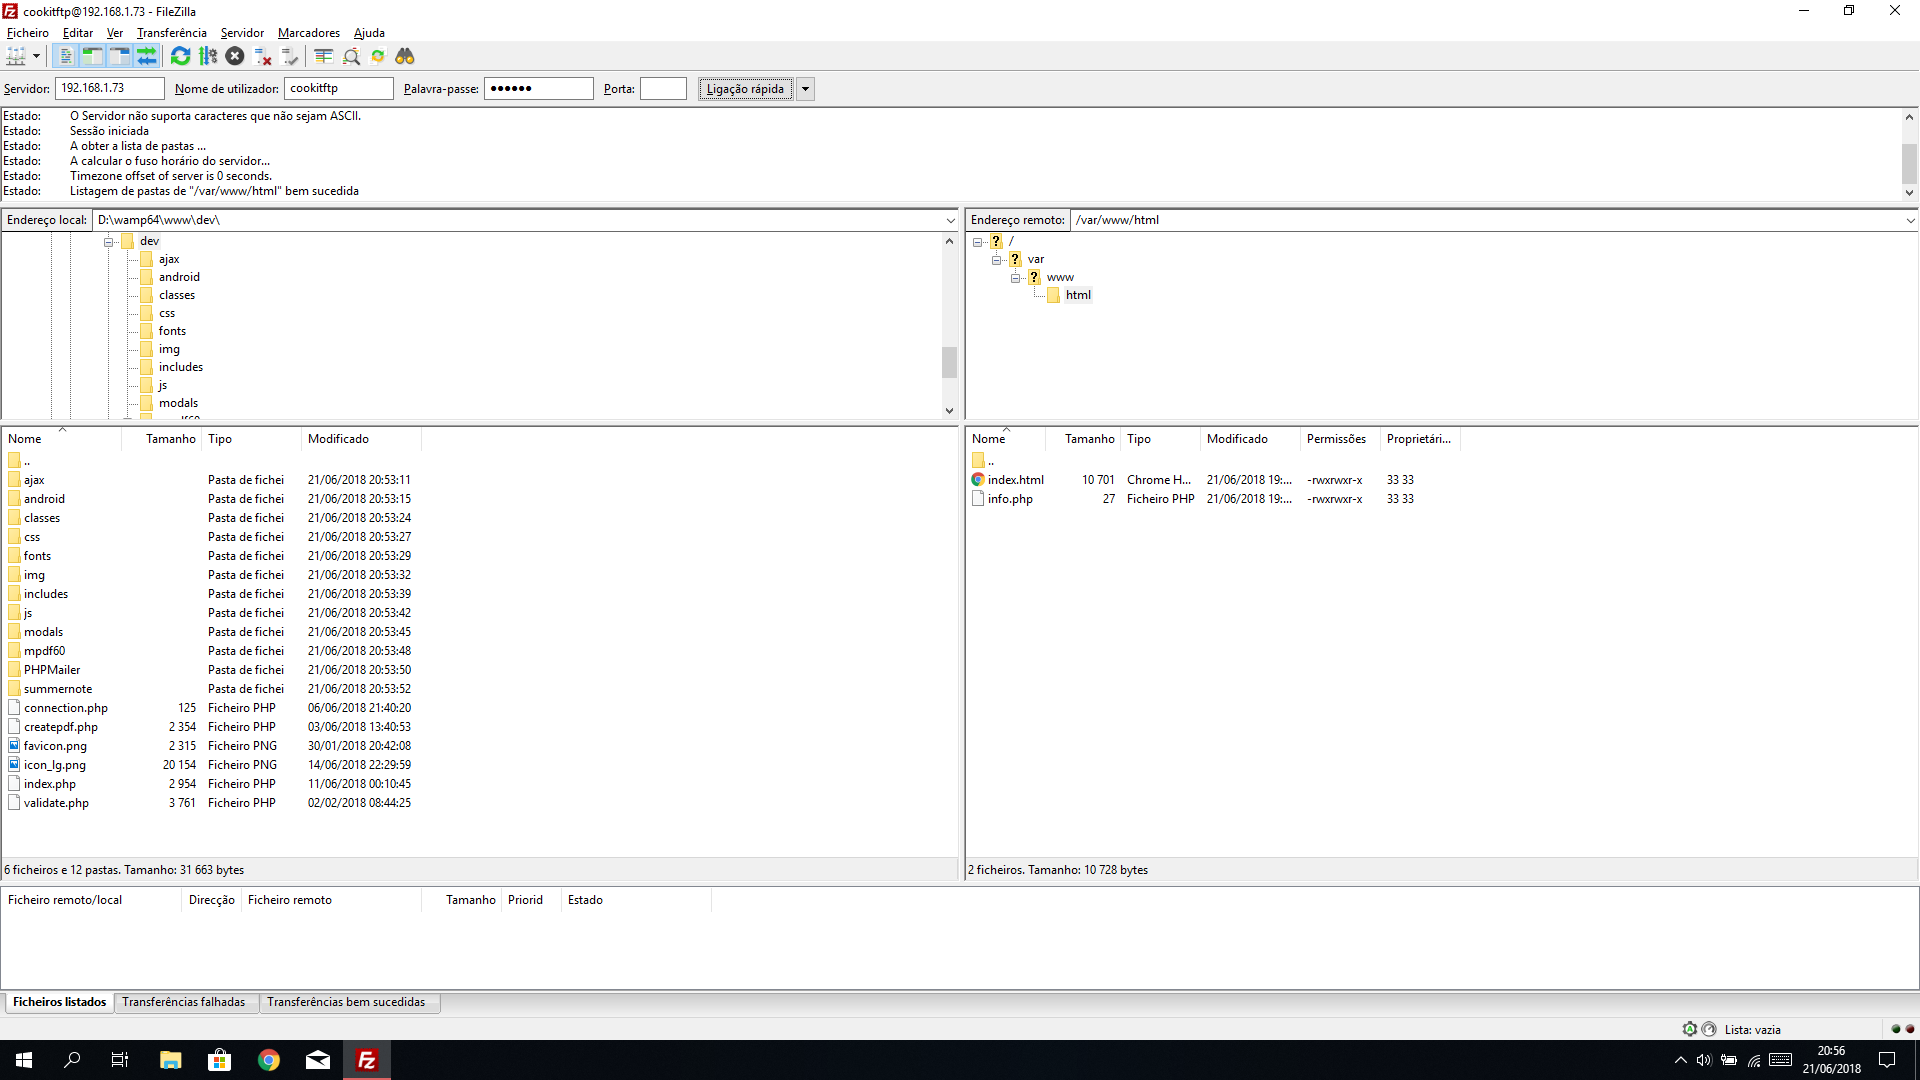 cookitftp@192.168.1.73 - FileZilla
Ficheiro Editar Ver Transferência Servidor Marcadores Ajuda
Servidor: 192.168.1.73 Nome de utilizador: cookitftp Palavra-passe: ●●●●●● Porta: Ligação rápida
Estado: O Servidor não suporta caracteres que não sejam ASCII.
Estado: Sessão iniciada
Estado: A obter a lista de pastas ...
Estado: A calcular o fuso horário do servidor...
Estado: Timezone offset of server is 0 seconds.
Estado: Listagem de pastas de "/var/www/html" bem sucedida
Endereço local: D:\wamp64\www\dev\
dev
ajax
android
classes
css
fonts
img
includes
js
modals
Endereço remoto: /var/www/html
/
var
www
html
Nome Tamanho Tipo Modificado
..
ajax Pasta de fichei 21/06/2018 20:53:11
android Pasta de fichei 21/06/2018 20:53:15
classes Pasta de fichei 21/06/2018 20:53:24
css Pasta de fichei 21/06/2018 20:53:27
fonts Pasta de fichei 21/06/2018 20:53:29
img Pasta de fichei 21/06/2018 20:53:32
includes Pasta de fichei 21/06/2018 20:53:39
js Pasta de fichei 21/06/2018 20:53:42
modals Pasta de fichei 21/06/2018 20:53:45
mpdf60 Pasta de fichei 21/06/2018 20:53:48
PHPMailer Pasta de fichei 21/06/2018 20:53:50
summernote Pasta de fichei 21/06/2018 20:53:52
connection.php 125 Ficheiro PHP 06/06/2018 21:40:20
createpdf.php 2 354 Ficheiro PHP 03/06/2018 13:40:53
favicon.png 2 315 Ficheiro PNG 30/01/2018 20:42:08
icon_lg.png 20 154 Ficheiro PNG 14/06/2018 22:29:59
index.php 2 954 Ficheiro PHP 11/06/2018 00:10:45
validate.php 3 761 Ficheiro PHP 02/02/2018 08:44:25
6 ficheiros e 12 pastas. Tamanho: 31 663 bytes
Nome Tamanho Tipo Modificado Permissões Proprietári...
..
index.html 10 701 Chrome H... 21/06/2018 19:... -rwxrwxr-x 33 33
info.php 27 Ficheiro PHP 21/06/2018 19:... -rwxrwxr-x 33 33
2 ficheiros. Tamanho: 10 728 bytes
Ficheiro remoto/local Direcção Ficheiro remoto Tamanho Priorid Estado
Ficheiros listados Transferências falhadas Transferências bem sucedidas
Lista: vazia
20:56
21/06/2018